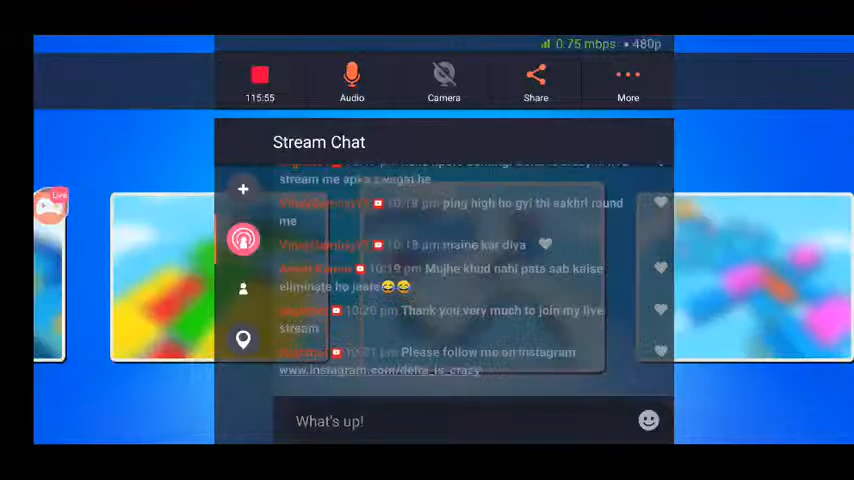 0.75 mbps • 480p
115:55
Audio
Camera
Share
More
Stream Chat
stream me apka swagat he
10:19 pm ping high ho gyi thi aakhri round
me
10:19 pm maine kar diya
10:19 pm Mujhe khud nahi pata sab kaise
eliminate ho jeate😂😂
10:20 pm Thank you very much to join my live
stream
10:21 pm Please follow me on Instagram
www.instagram.com/delta_is_crazy
What's up!
Live